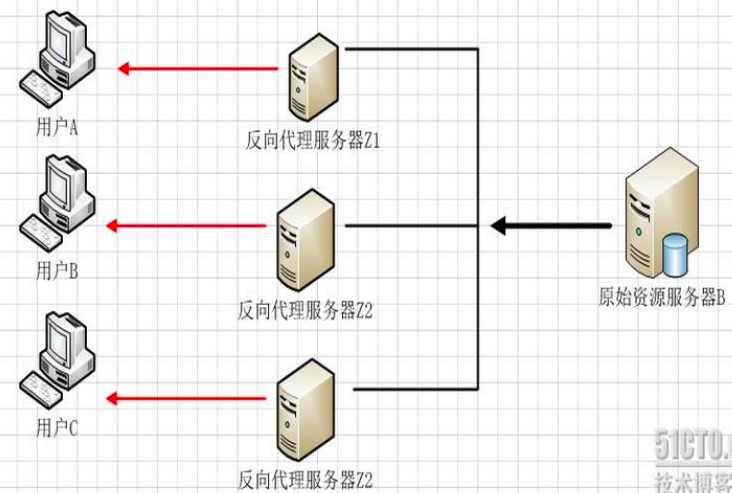 用户A
反向代理服务器Z1
用户B
反向代理服务器Z2
原始资源服务器B
用户C
反向代理服务器Z2
51CTO.
技术博客